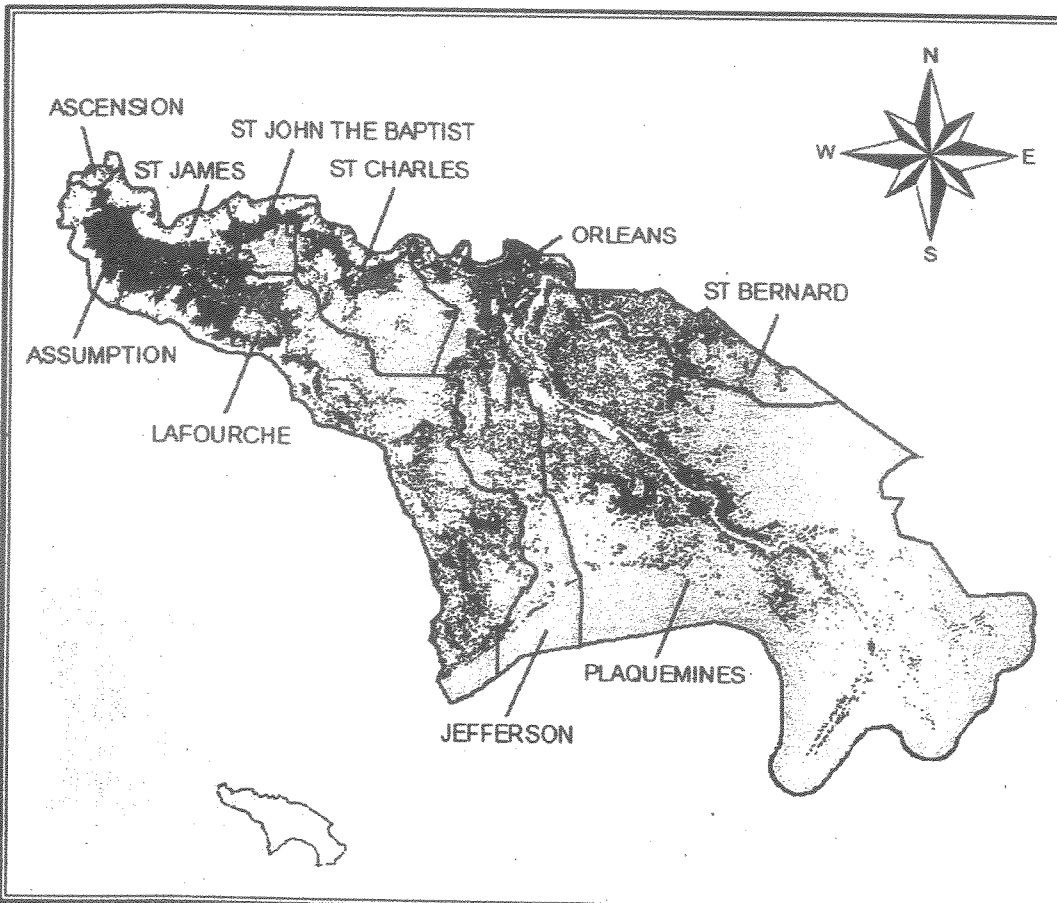 N
ASCENSION
ST JOHN THE BAPTIST
ST JAMES
ST CHARLES
W
E
S
ORLEANS
ST BERNARD
ASSUMPTION
LAFOURCHE
PLAQUEMINES
JEFFERSON